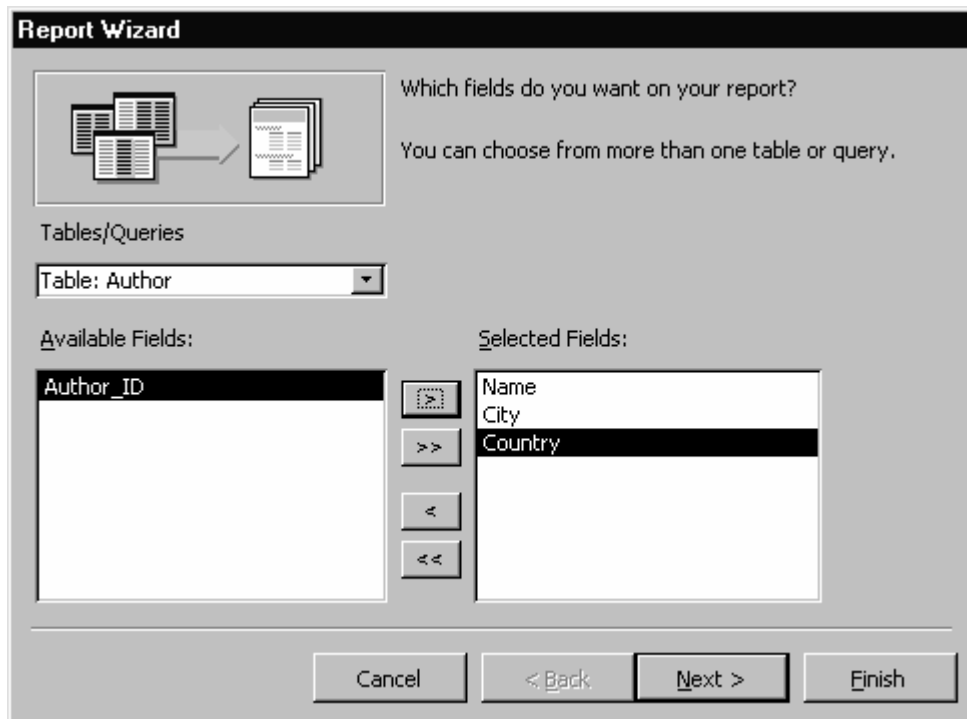 Report Wizard
Which fields do you want on your report?
You can choose from more than one table or query.
Tables/Queries
Table: Author
Available Fields:
Selected Fields:
Author_ID
>
Name
City
>>
Country
<
<<
Cancel
< Back
Next >
Finish